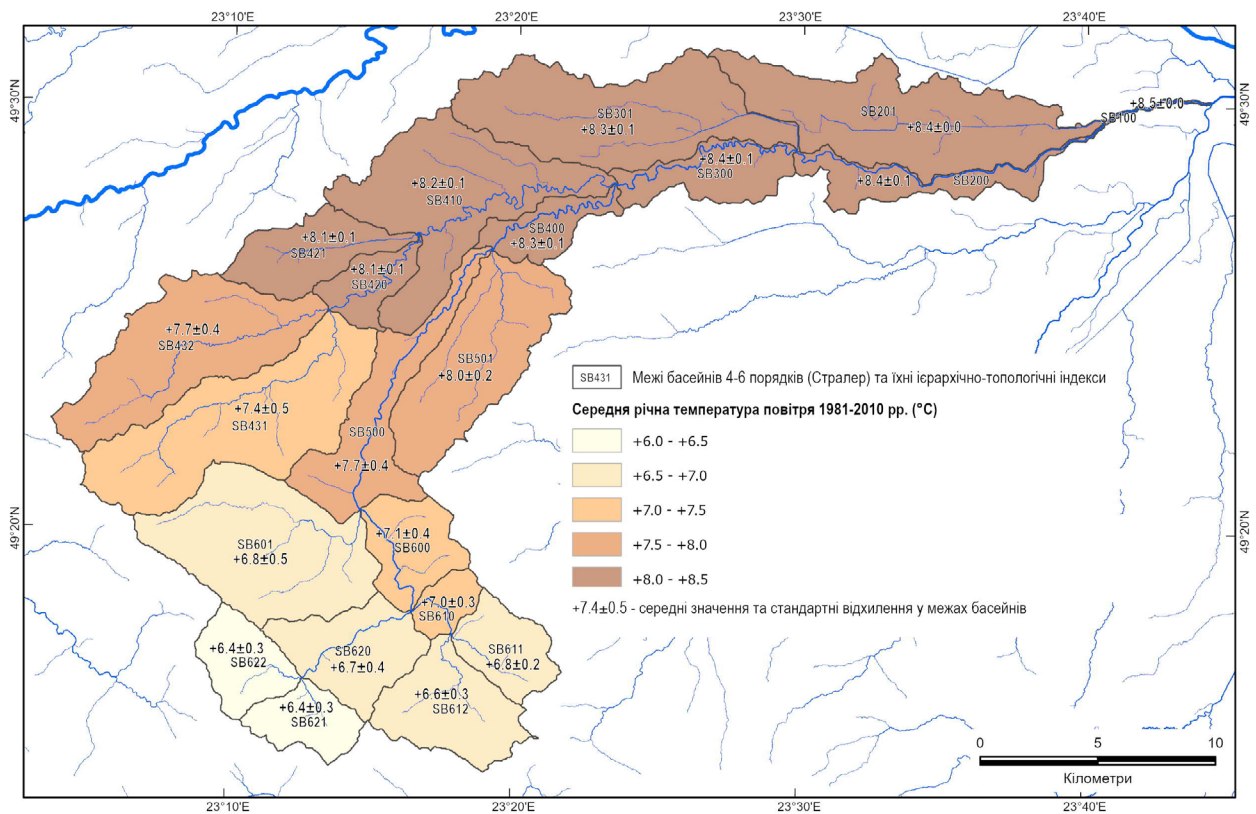 23°10'E
23°20'E
23°30'E
23°40'E
49°30'N
49°30'N
SB301
+8.3±0.1
SB201
+8.4±0.0
+8.5±0.0
SB100
+8.4±0.1
SB300
+8.4±0.1
SB200
+8.2±0.1
SB410
SB400
+8.3±0.1
+8.1±0.1
SB421
+8.1±0.1
SB420
+7.7±0.4
SB432
SB501
+8.0±0.2
+7.4±0.5
SB431
SB500
+7.7±0.4
SB431
Межі басейнів 4-6 порядків (Стралер) та їхні ієрархічно-топологічні індекси
Середня річна температура повітря 1981-2010 рр. (°C)
+6.0 - +6.5
+6.5 - +7.0
+7.0 - +7.5
+7.5 - +8.0
+8.0 - +8.5
+7.4±0.5 - середні значення та стандартні відхилення у межах басейнів
49°20'N
49°20'N
+7.1±0.4
SB600
SB601
+6.8±0.5
+7.0±0.3
SB610
+6.4±0.3
SB622
SB620
+6.7±0.4
SB611
+6.8±0.2
+6.4±0.3
SB621
+6.6±0.3
SB612
0
5
10
Кілометри
23°10'E
23°20'E
23°30'E
23°40'E